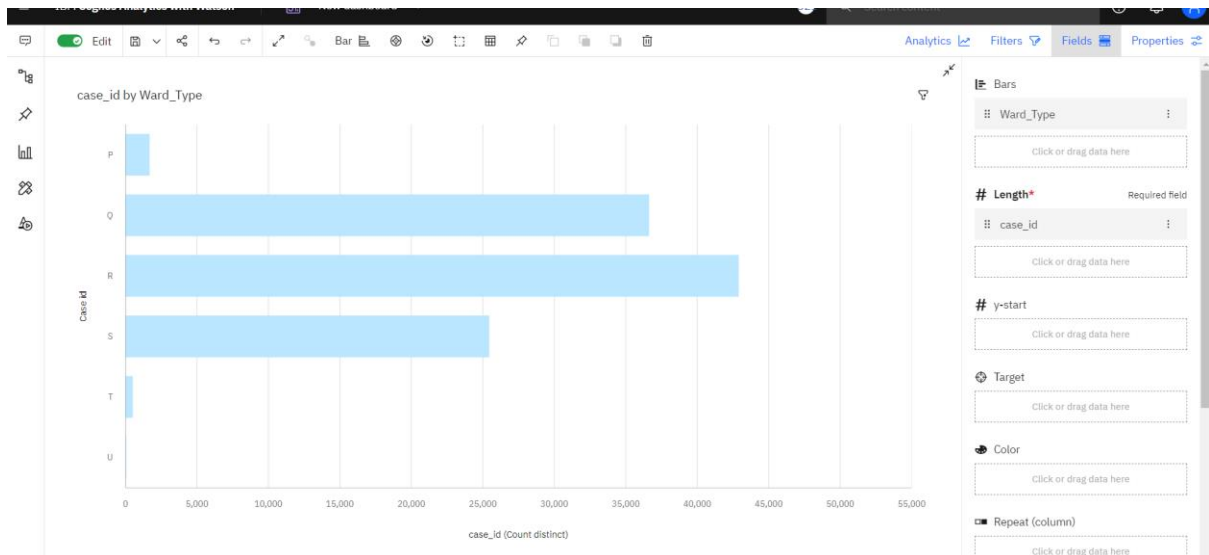 Edit
Bar
Analytics
Filters
Fields
Properties
case_id by Ward_Type
P
Q
R
S
T
U
Case id
0 5,000 10,000 15,000 20,000 25,000 30,000 35,000 40,000 45,000 50,000 55,000
case_id (Count distinct)
Bars
Ward_Type
Click or drag data here
# Length* Required field
case_id
Click or drag data here
# y-start
Click or drag data here
Target
Click or drag data here
Color
Click or drag data here
Repeat (column)
Click or drag data here